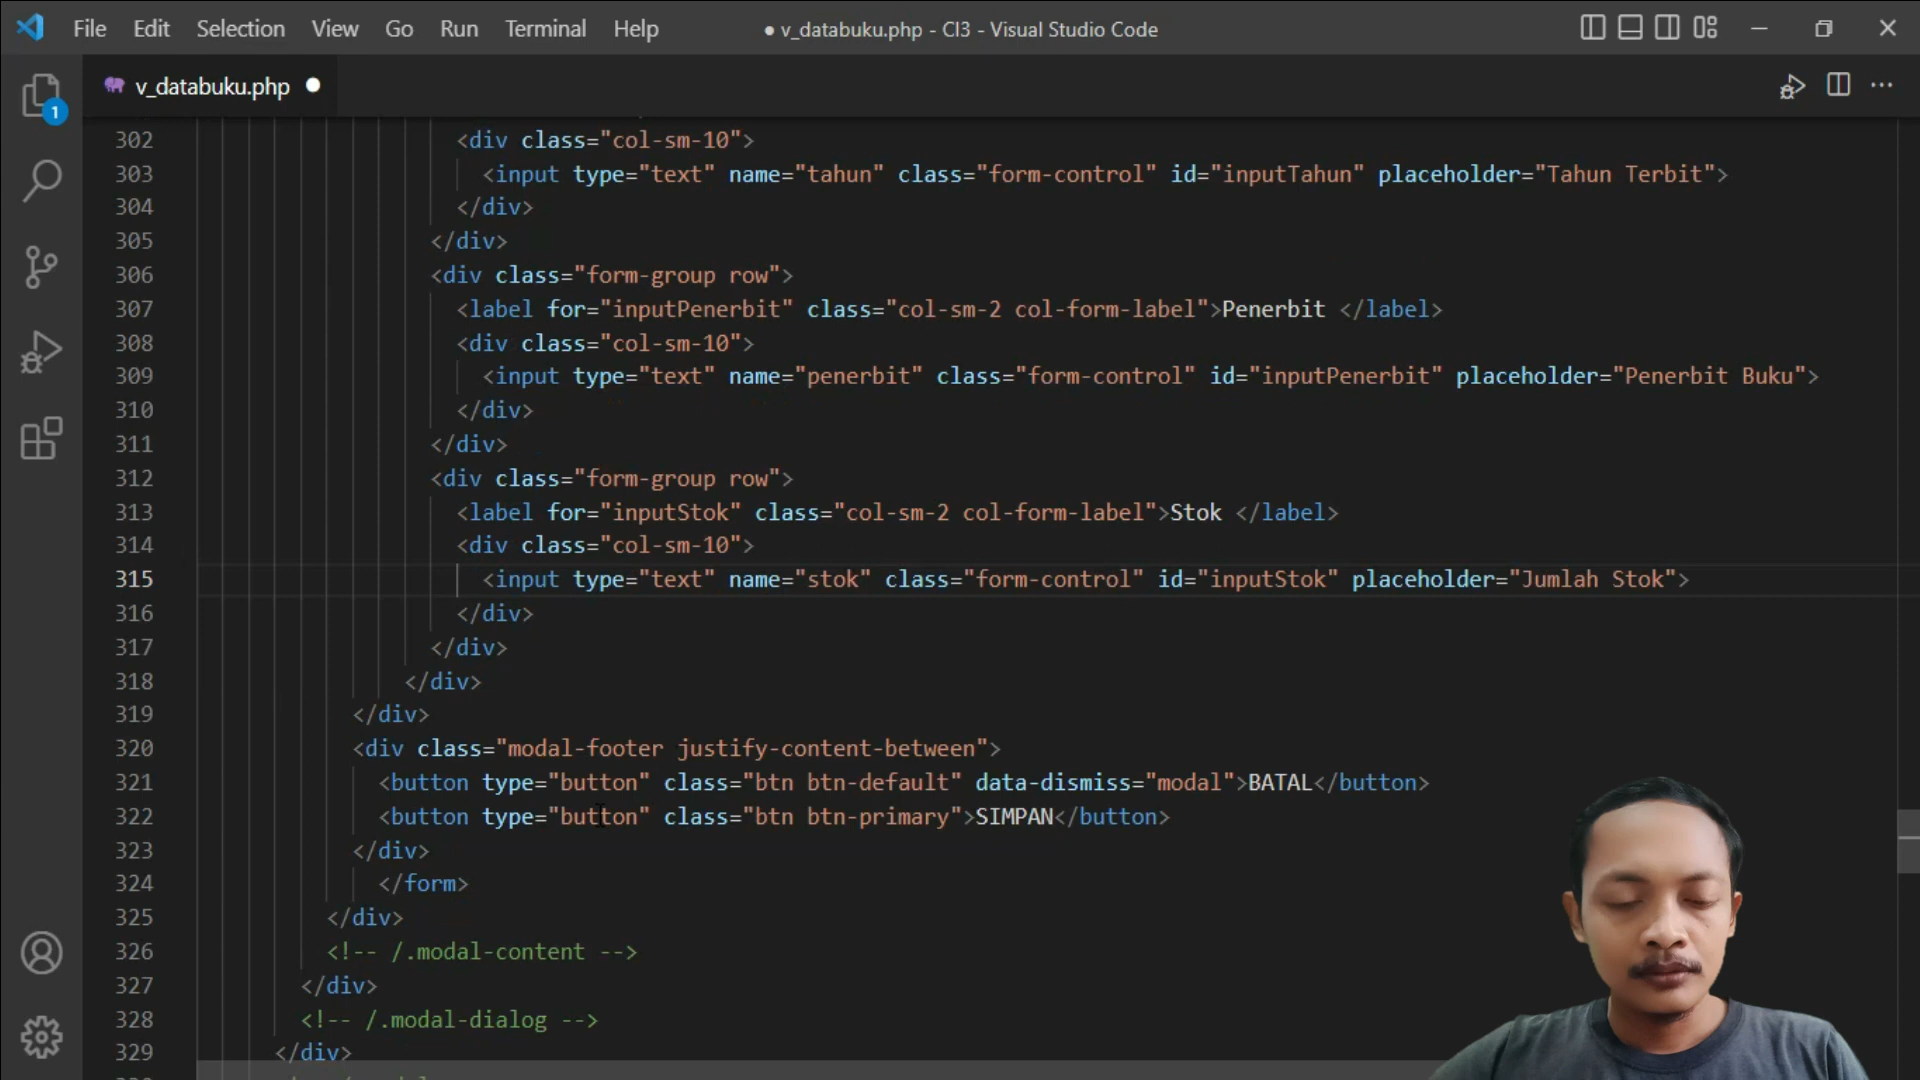 File Edit Selection View Go Run Terminal Help
● v_databuku.php - CI3 - Visual Studio Code
v_databuku.php
1
302 <div class="col-sm-10">
303 <input type="text" name="tahun" class="form-control" id="inputTahun" placeholder="Tahun Terbit">
304 </div>
305 </div>
306 <div class="form-group row">
307 <label for="inputPenerbit" class="col-sm-2 col-form-label">Penerbit </label>
308 <div class="col-sm-10">
309 <input type="text" name="penerbit" class="form-control" id="inputPenerbit" placeholder="Penerbit Buku">
310 </div>
311 </div>
312 <div class="form-group row">
313 <label for="inputStok" class="col-sm-2 col-form-label">Stok </label>
314 <div class="col-sm-10">
315 <input type="text" name="stok" class="form-control" id="inputStok" placeholder="Jumlah Stok">
316 </div>
317 </div>
318 </div>
319 </div>
320 <div class="modal-footer justify-content-between">
321 <button type="button" class="btn btn-default" data-dismiss="modal">BATAL</button>
322 <button type="button" class="btn btn-primary">SIMPAN</button>
323 </div>
324 </form>
325 </div>
326 <!-- /.modal-content -->
327 </div>
328 <!-- /.modal-dialog -->
329 </div>